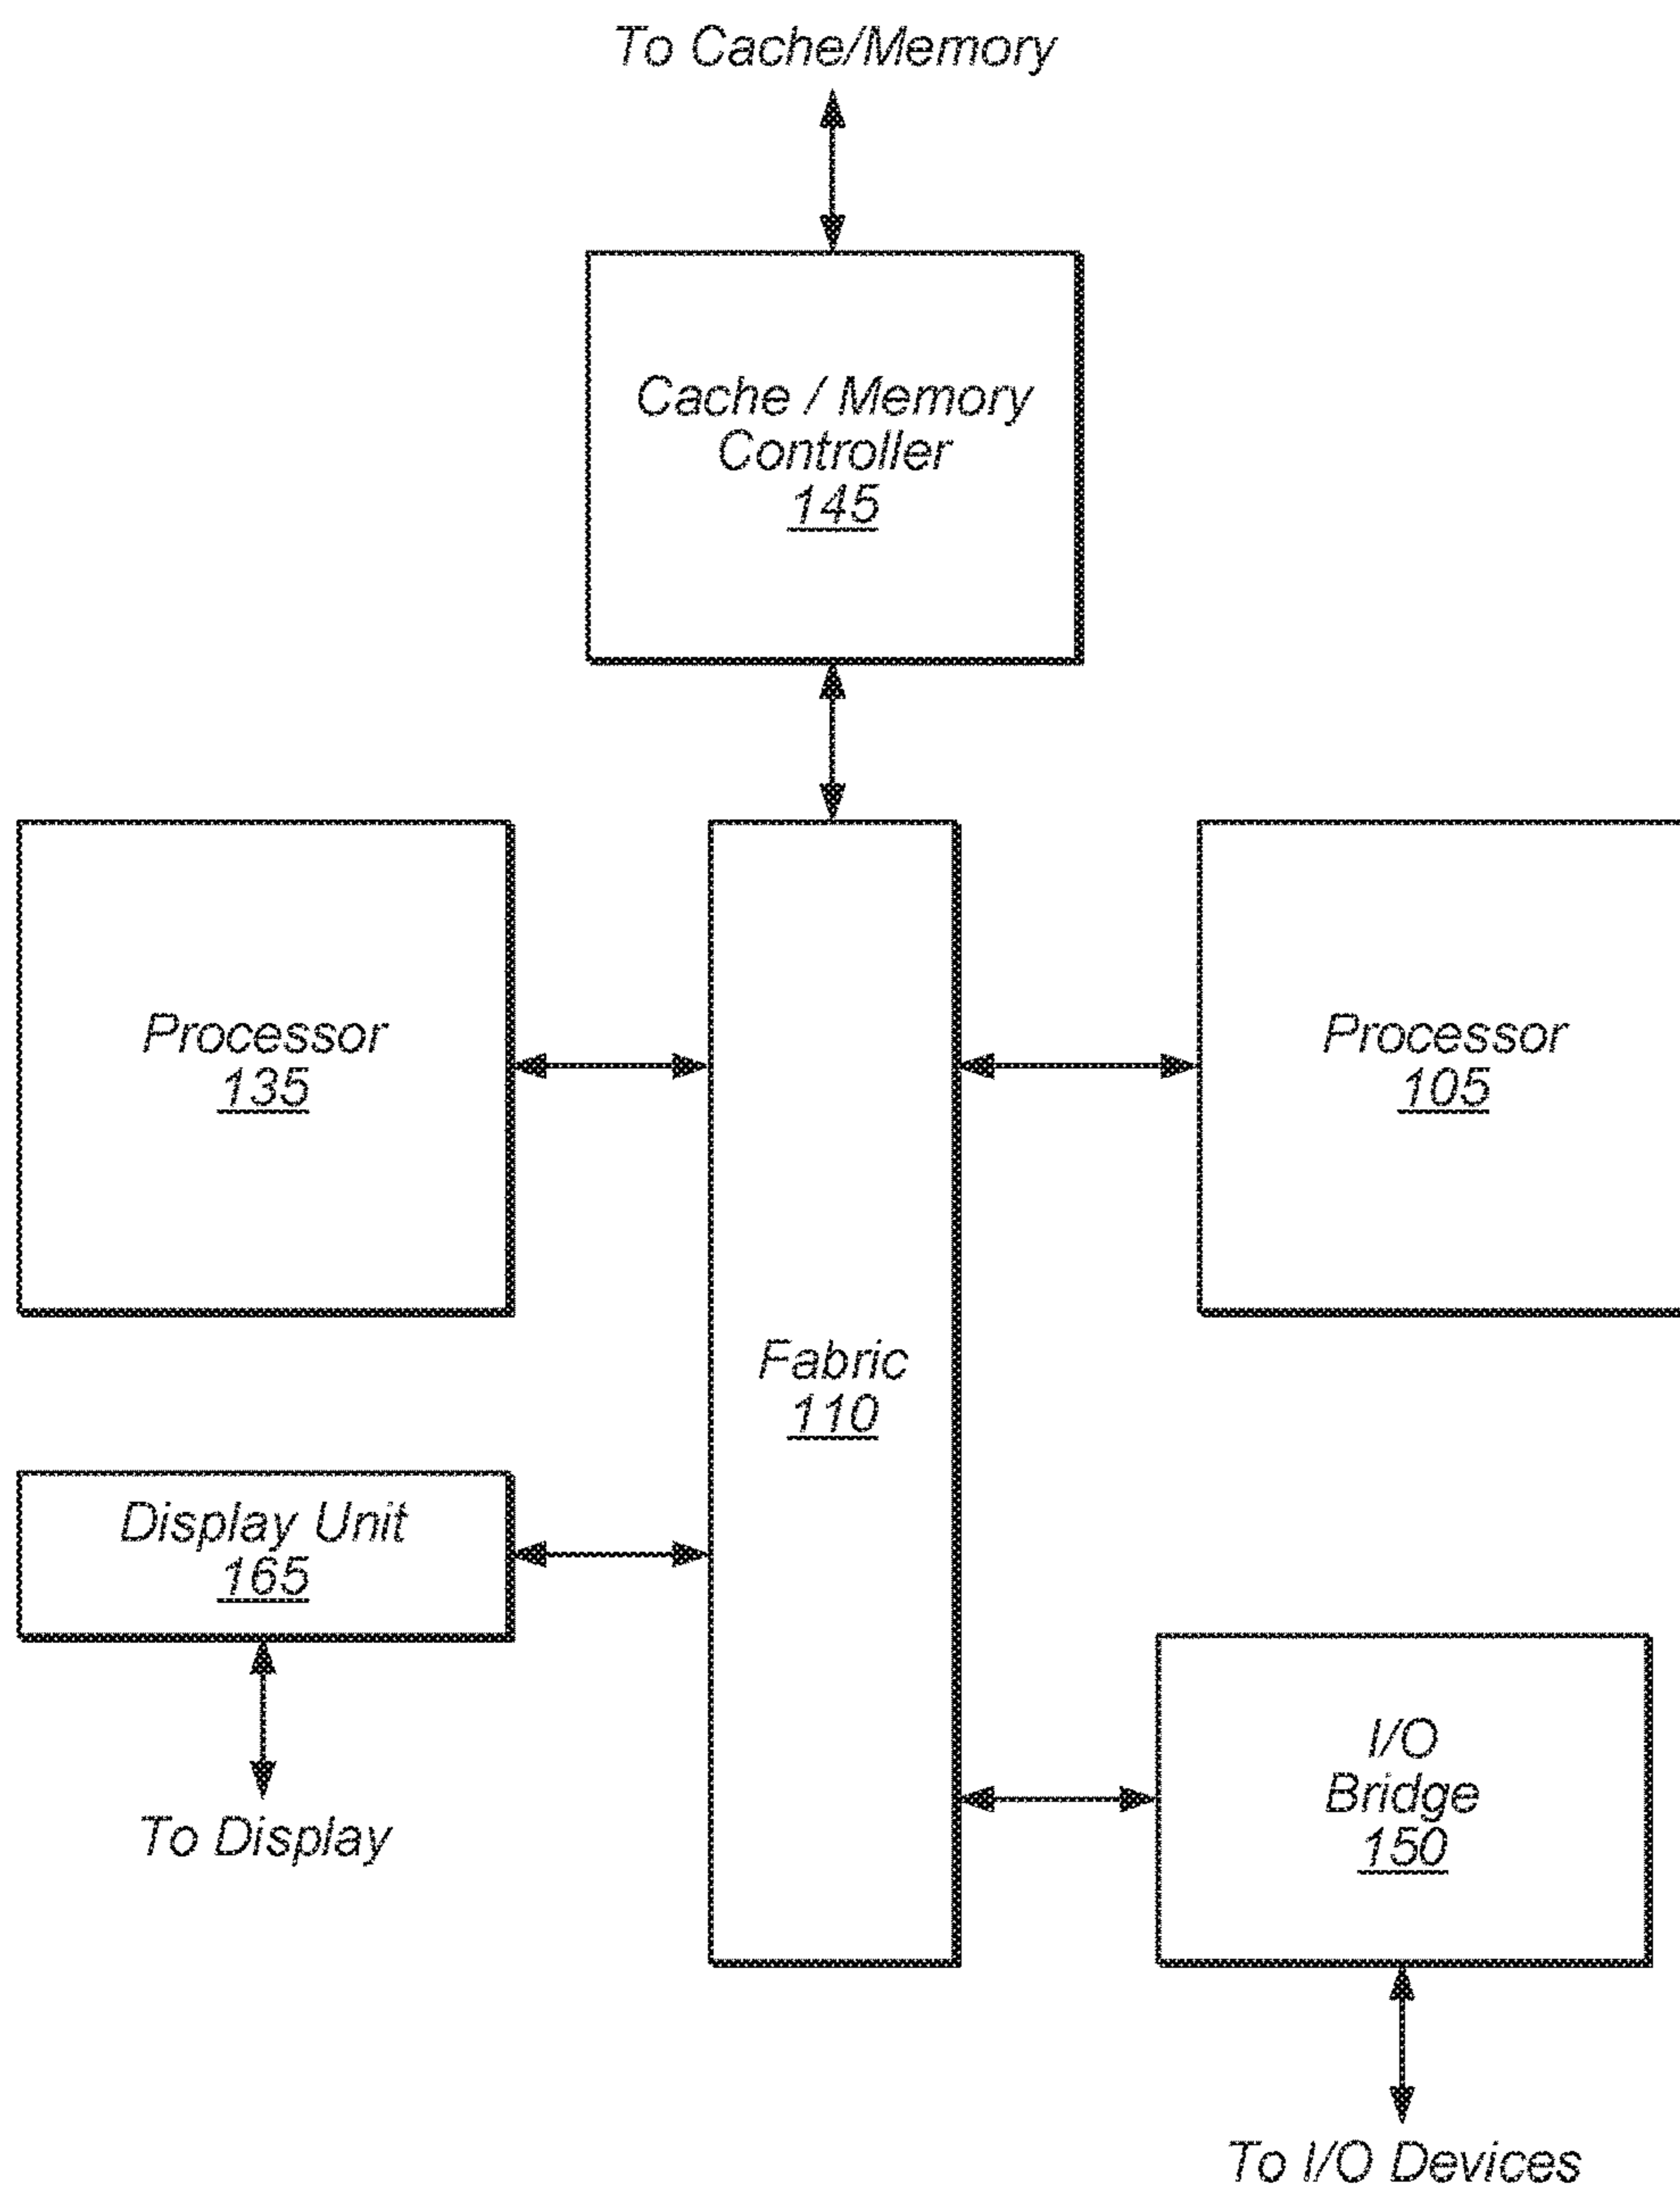 To Cache/Memory
Cache / Memory
Controller
145
Processor
135
Processor
105
Fabric
110
Display Unit
165
To Display
I/O
Bridge
150
To I/O Devices